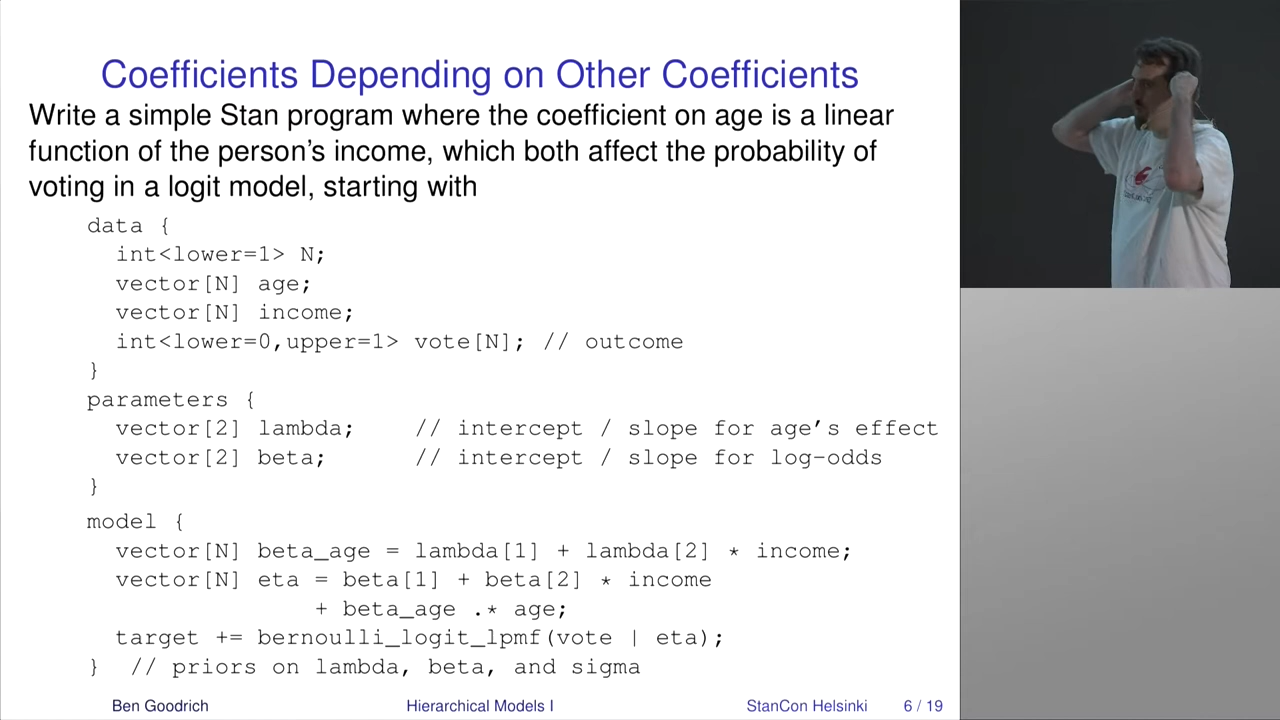 Coefficients Depending on Other Coefficients
Write a simple Stan program where the coefficient on age is a linear
function of the person's income, which both affect the probability of
voting in a logit model, starting with
data {
  int<lower=1> N;
  vector[N] age;
  vector[N] income;
  int<lower=0,upper=1> vote[N]; // outcome
}
parameters {
  vector[2] lambda;    // intercept / slope for age's effect
  vector[2] beta;      // intercept / slope for log-odds
}
model {
  vector[N] beta_age = lambda[1] + lambda[2] * income;
  vector[N] eta = beta[1] + beta[2] * income
                + beta_age .* age;
  target += bernoulli_logit_lpmf(vote | eta);
}  // priors on lambda, beta, and sigma
Ben Goodrich Hierarchical Models I StanCon Helsinki 6 / 19